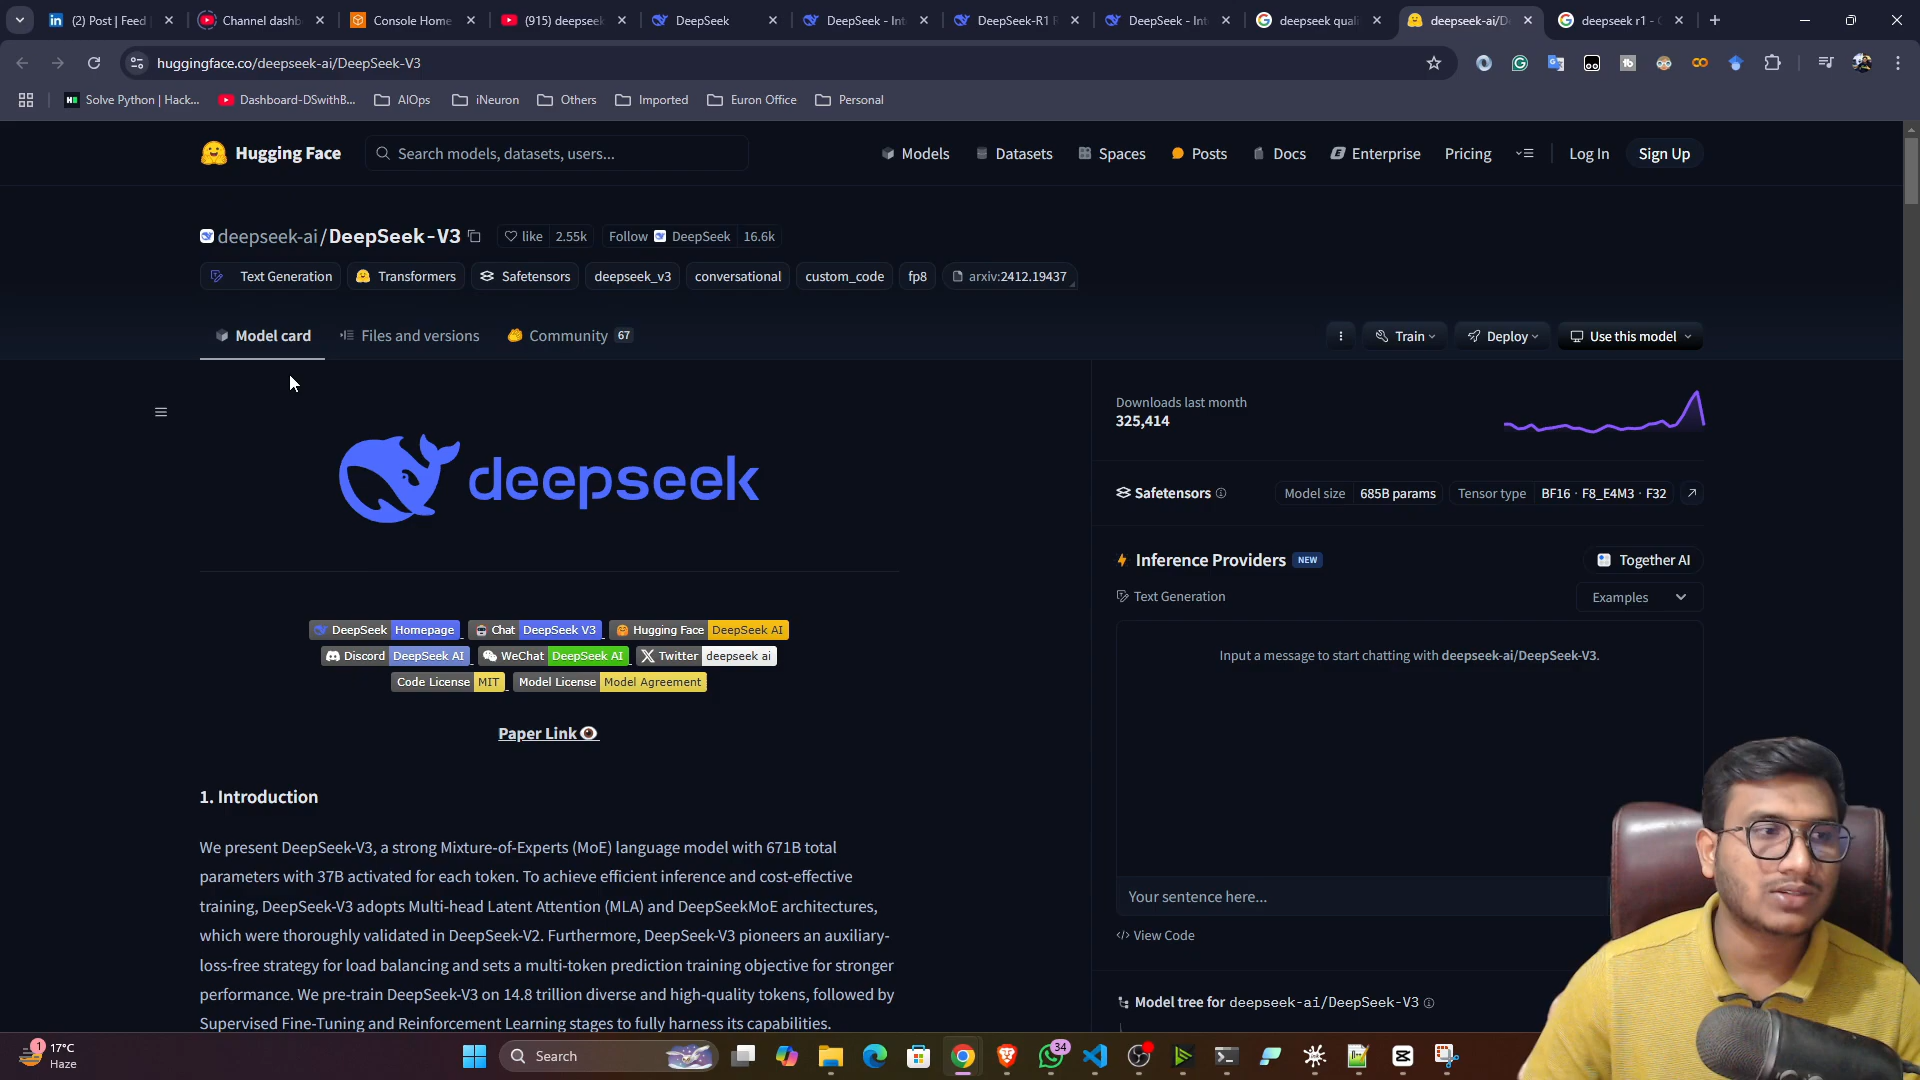 (2) Post | Feed
Channel dashb
Console Home
(915) deepseek
DeepSeek
DeepSeek - Int
DeepSeek-R1 R
DeepSeek - Int
deepseek quali
deepseek-ai/De
deepseek r1 - G
huggingface.co/deepseek-ai/DeepSeek-V3
Solve Python | Hack...
Dashboard-DSwithB...
AIOps
iNeuron
Others
Imported
Euron Office
Personal
Hugging Face
Search models, datasets, users...
Models
Datasets
Spaces
Posts
Docs
Enterprise
Pricing
Log In
Sign Up
deepseek-ai/DeepSeek-V3
like 2.55k
Follow DeepSeek 16.6k
Text Generation
Transformers
Safetensors
deepseek_v3
conversational
custom_code
fp8
arxiv:2412.19437
Model card
Files and versions
Community 67
Train
Deploy
Use this model
deepseek
DeepSeek Homepage
Chat DeepSeek V3
Hugging Face DeepSeek AI
Discord DeepSeek AI
WeChat DeepSeek AI
Twitter deepseek ai
Code License MIT
Model License Model Agreement
Paper Link
1. Introduction
We present DeepSeek-V3, a strong Mixture-of-Experts (MoE) language model with 671B total
parameters with 37B activated for each token. To achieve efficient inference and cost-effective
training, DeepSeek-V3 adopts Multi-head Latent Attention (MLA) and DeepSeekMoE architectures,
which were thoroughly validated in DeepSeek-V2. Furthermore, DeepSeek-V3 pioneers an auxiliary-
loss-free strategy for load balancing and sets a multi-token prediction training objective for stronger
performance. We pre-train DeepSeek-V3 on 14.8 trillion diverse and high-quality tokens, followed by
Supervised Fine-Tuning and Reinforcement Learning stages to fully harness its capabilities.
Downloads last month
325,414
Safetensors
Model size 685B params
Tensor type BF16 · F8_E4M3 · F32
Inference Providers NEW
Together AI
Text Generation
Examples
Input a message to start chatting with deepseek-ai/DeepSeek-V3.
Your sentence here...
</> View Code
Model tree for deepseek-ai/DeepSeek-V3
1
17°C
Haze
Search
34